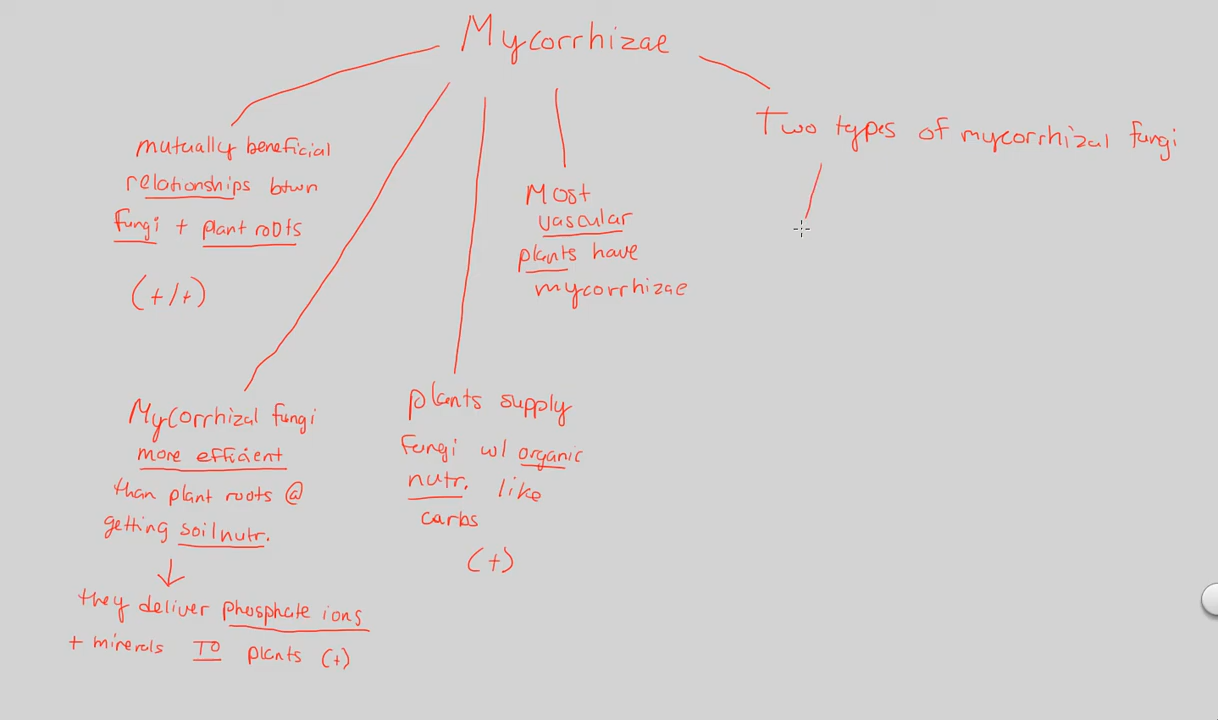 Mycorrhizae
mutually beneficial
relationships btwn
fungi + plant roots
(+/+)
Mycorrhizal fungi
more efficient
than plant roots @
getting soil nutr.
they deliver phosphate ions
+ minerals TO plants (+)
plants supply
fungi w/ organic
nutr. like
carbs
(+)
Most
vascular
plants have
mycorrhizae
Two types of mycorrhizal fungi